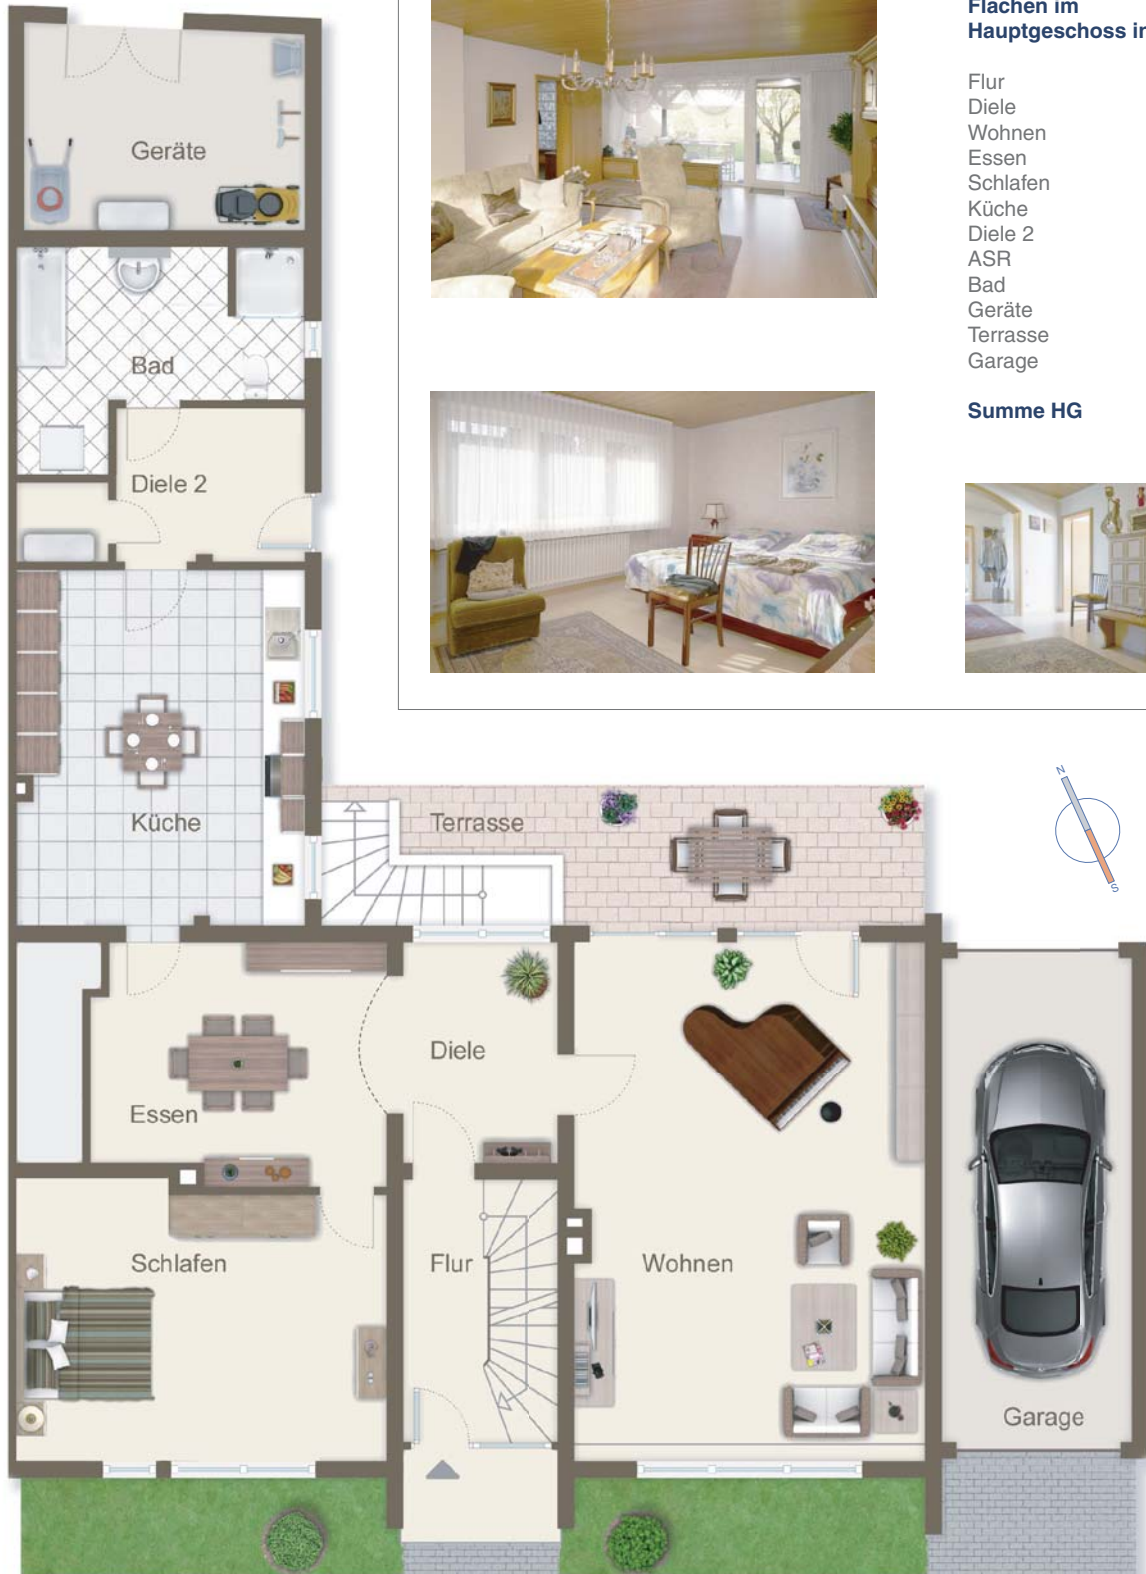 Flächen im
Hauptgeschoss in
Flur
Diele
Wohnen
Essen
Schlafen
Küche
Diele 2
ASR
Bad
Geräte
Terrasse
Garage
Summe HG
Geräte
Bad
Diele 2
Küche
Terrasse
N
S
Diele
Essen
Schlafen
Flur
Wohnen
Garage